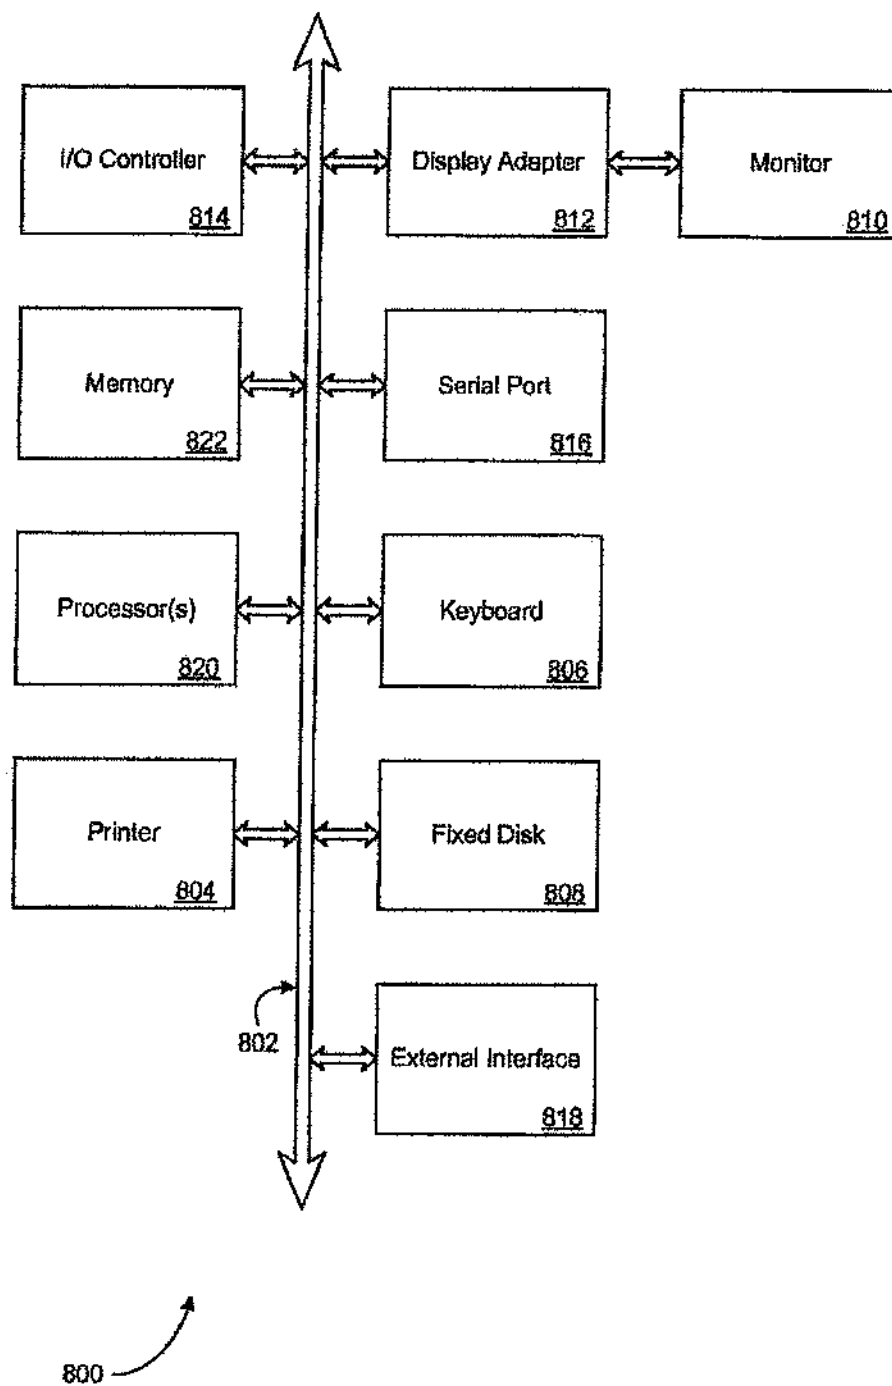 I/O Controller
814
Display Adapter
812
Monitor
810
Memory
822
Serial Port
816
Processor(s)
820
Keyboard
806
Printer
804
Fixed Disk
808
802
External Interface
818
800